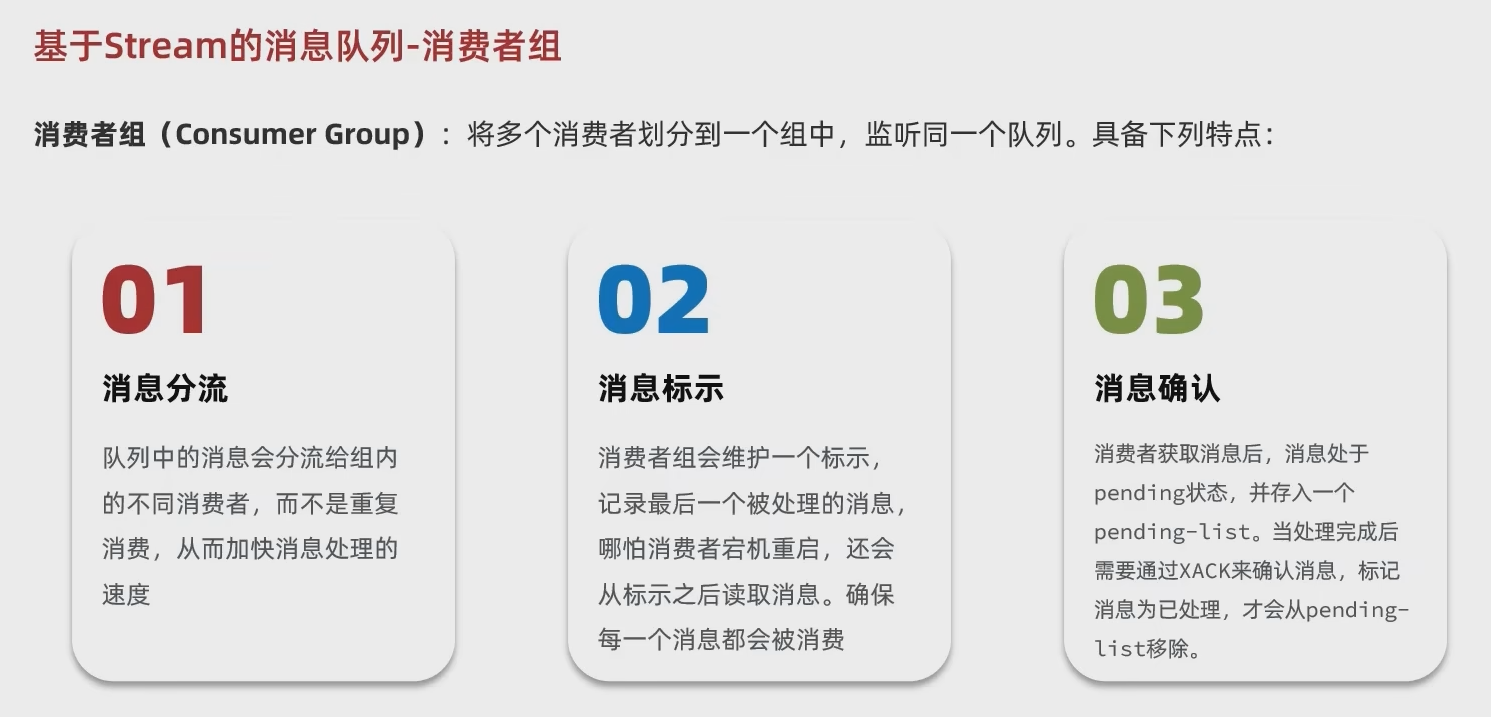 基于Stream的消息队列-消费者组
消费者组（Consumer Group）：将多个消费者划分到一个组中，监听同一个队列。具备下列特点：
01
消息分流
队列中的消息会分流给组内
的不同消费者，而不是重复
消费，从而加快消息处理的
速度
02
消息标示
消费者组会维护一个标示，
记录最后一个被处理的消息，
哪怕消费者宕机重启，还会
从标示之后读取消息。确保
每一个消息都会被消费
03
消息确认
消费者获取消息后，消息处于
pending状态，并存入一个
pending-list。当处理完成后
需要通过XACK来确认消息，标记
消息为已处理，才会从pending-
list移除。